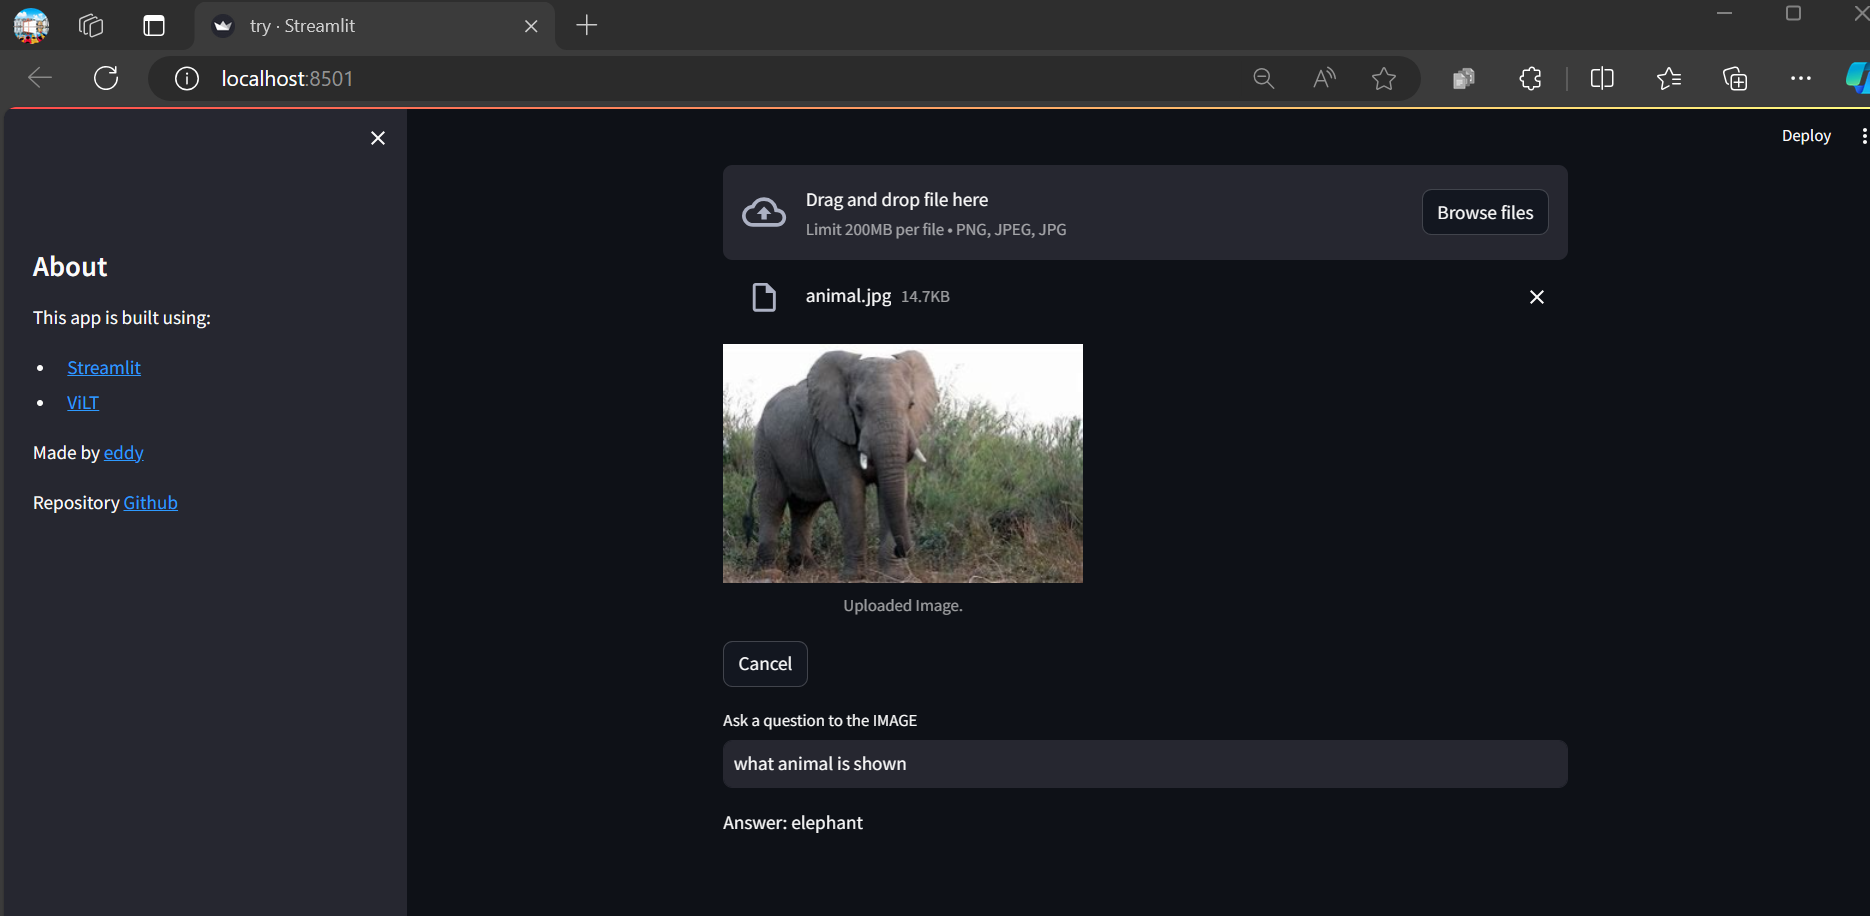 try · Streamlit
localhost:8501
Deploy
About
This app is built using:
Streamlit
ViLT
Made by eddy
Repository Github
Drag and drop file here
Limit 200MB per file • PNG, JPEG, JPG
Browse files
animal.jpg 14.7KB
Uploaded Image.
Cancel
Ask a question to the IMAGE
what animal is shown
Answer: elephant